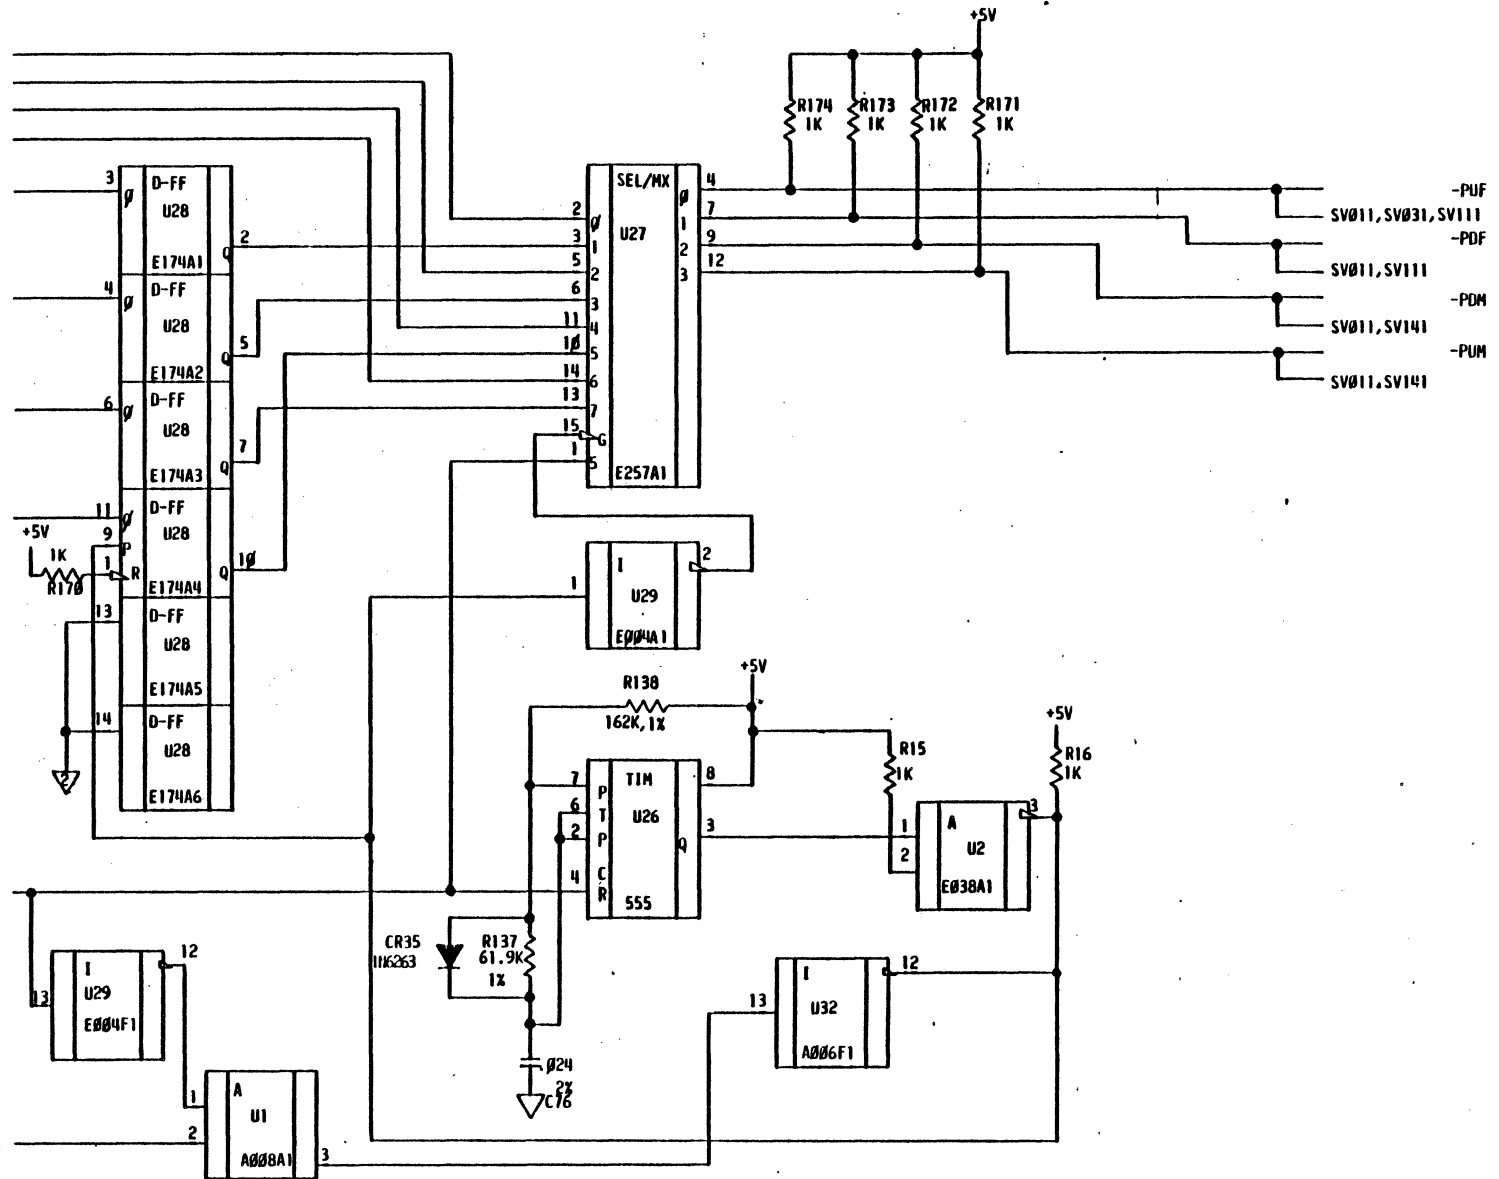 +5V
R174 R173 R172 R171
1K 1K 1K 1K
3 D-FF
Ø U28
Q 2
E174A1
4 D-FF
Ø U28
Q 5
E174A2
6 D-FF
Ø U28
Q 7
E174A3
11 D-FF
Ø U28
9 P
1 R
Q 10
E174A4
+5V
1K
R170
13 D-FF
U28
E174A5
14 D-FF
U28
E174A6
2
SEL/MX
U27
2 Ø
3 1
5 2
6 3
11 4
10 5
14 6
13 7
15 G
1 S
Ø 4
1 7
2 9
3 12
E257A1
-PUF
SVØ11,SVØ31,SV111
-PDF
SVØ11,SV111
-PDM
SVØ11,SV141
-PUM
SVØ11,SV141
1 I 2
U29
EØØ4A1
R138
162K,1%
+5V
7 P TIM 8
6 T U26
2 P Q 3
C
4 R 555
R15
1K
+5V
R16
1K
1 A 3
2 U2
EØ38A1
CR35
1N6263
R137
61.9K
1%
Ø24
2%
C76
13 I 12
U29
EØØ4F1
1 A
2 U1 3
AØØ8A1
13 I 12
U32
AØØ6F1